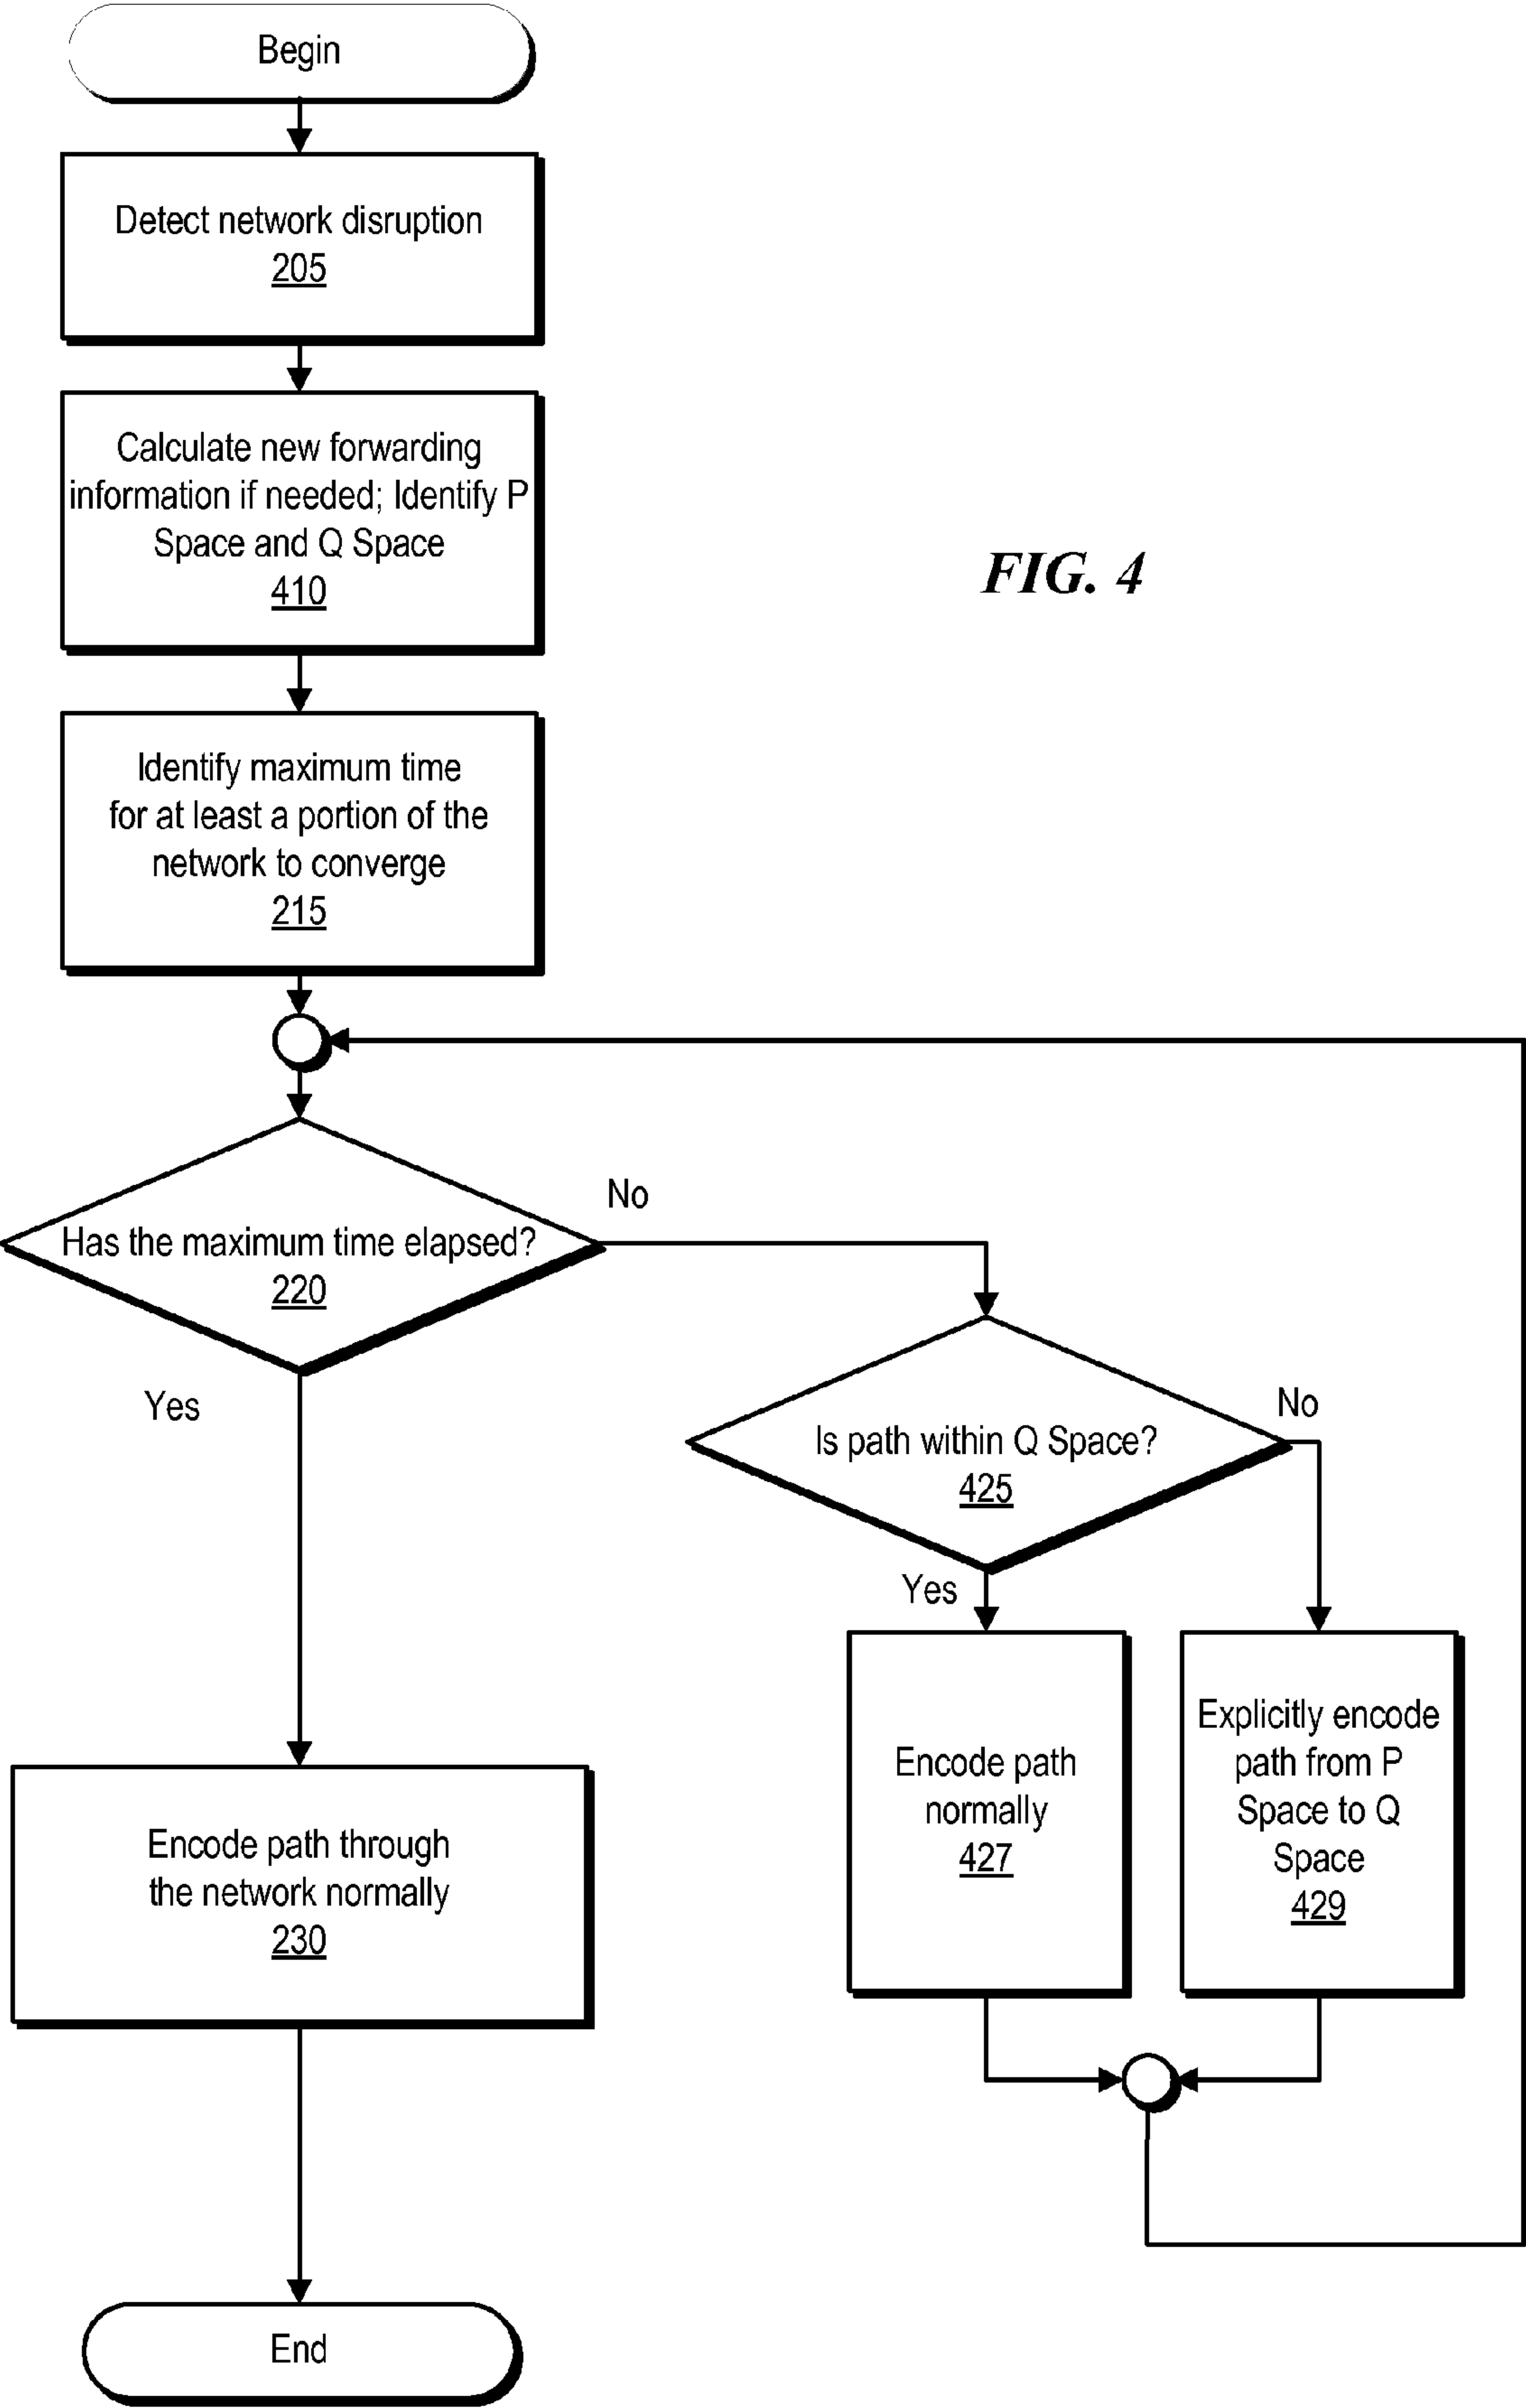 Begin
Detect network disruption
205
Calculate new forwarding
information if needed; Identify P
Space and Q Space
410
FIG. 4
Identify maximum time
for at least a portion of the
network to converge
215
No
Has the maximum time elapsed?
220
Yes
No
Is path within Q Space?
425
Yes
Explicitly encode
path from P
Space to Q
Space
429
Encode path
normally
427
Encode path through
the network normally
230
End